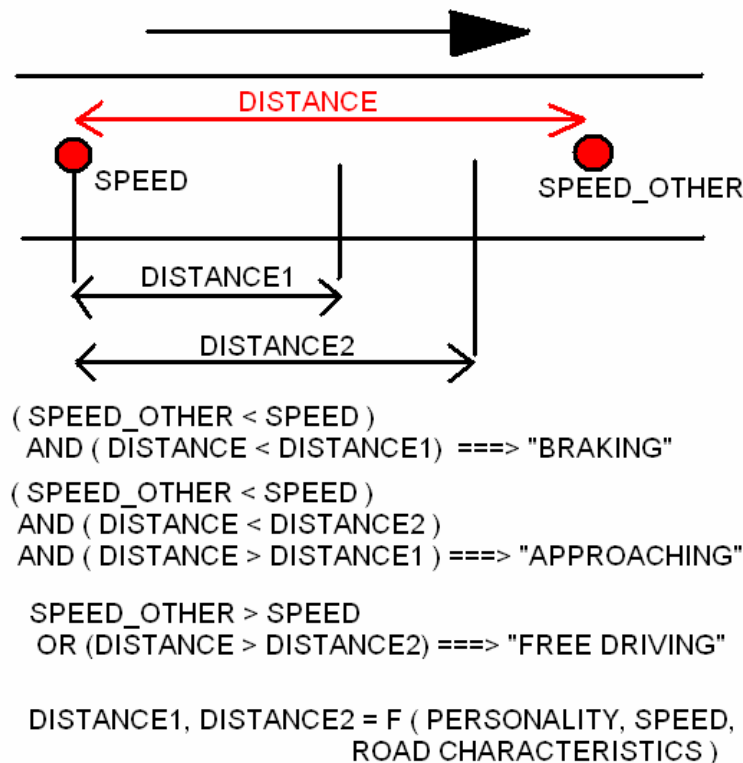 DISTANCE
SPEED
SPEED_OTHER
DISTANCE1
DISTANCE2
( SPEED_OTHER < SPEED )
AND ( DISTANCE < DISTANCE1) ===> "BRAKING"
( SPEED_OTHER < SPEED )
AND ( DISTANCE < DISTANCE2 )
AND ( DISTANCE > DISTANCE1 ) ===> "APPROACHING"
SPEED_OTHER > SPEED
OR (DISTANCE > DISTANCE2) ===> "FREE DRIVING"
DISTANCE1, DISTANCE2 = F ( PERSONALITY, SPEED,
ROAD CHARACTERISTICS )